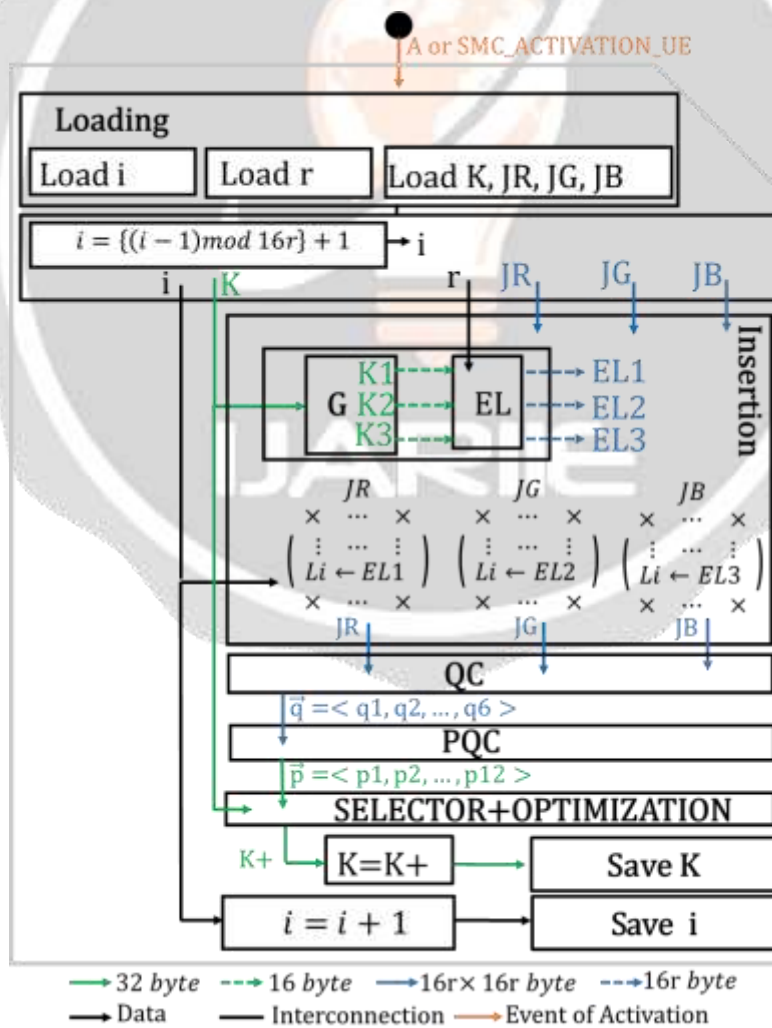 A or SMC_ACTIVATION_UE
Loading
Load i
Load r
Load K, JR, JG, JB
i = {(i − 1)mod 16r} + 1
i
i
K
r
JR
JG
JB
Insertion
G
K1
K2
K3
EL
EL1
EL2
EL3
IJARIE
JR
× ⋯ ×
⋮ ⋯ ⋮
( Li ← EL1 )
× ⋯ ×
JG
× ⋯ ×
⋮ ⋯ ⋮
( Li ← EL2 )
× ⋯ ×
JB
× ⋯ ×
⋮ ⋯ ⋮
( Li ← EL3 )
× ⋯ ×
JR
JG
JB
QC
q⃗ =< q1, q2, … , q6 >
PQC
p⃗ =< p1, p2, … , p12 >
SELECTOR+OPTIMIZATION
K+
K=K+
Save K
i = i + 1
Save i
32 byte
16 byte
16r× 16r byte
16r byte
Data
Interconnection
Event of Activation